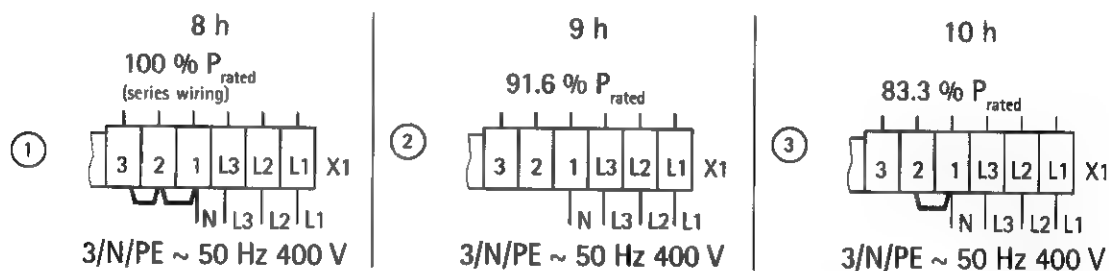 8 h
100 % P rated
(series wiring)
1
3 2 1 L3 L2 L1 X1
N L3 L2 L1
3/N/PE ~ 50 Hz 400 V
9 h
91.6 % P rated
2
3 2 1 L3 L2 L1 X1
N L3 L2 L1
3/N/PE ~ 50 Hz 400 V
10 h
83.3 % P rated
3
3 2 1 L3 L2 L1 X1
N L3 L2 L1
3/N/PE ~ 50 Hz 400 V